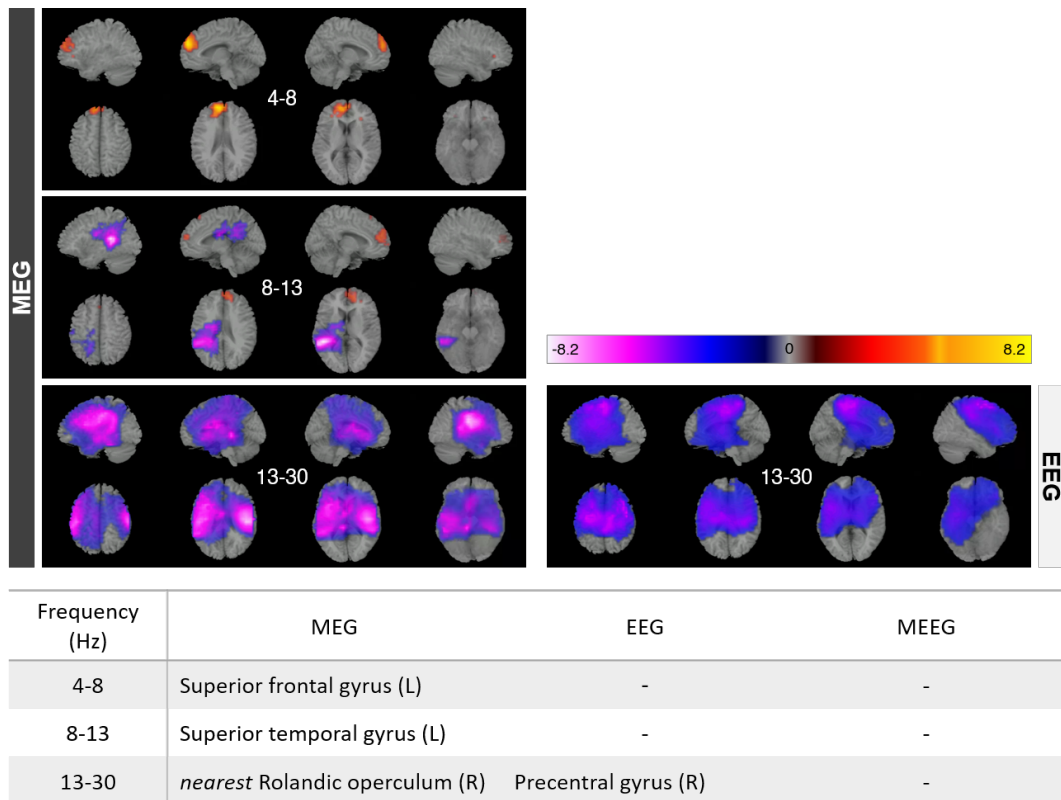 MEG
4-8
8-13
13-30
-8.2 0 8.2
13-30
EEG
Frequency
(Hz)
MEG EEG MEEG
4-8 Superior frontal gyrus (L) - -
8-13 Superior temporal gyrus (L) - -
13-30 nearest Rolandic operculum (R) Precentral gyrus (R) -